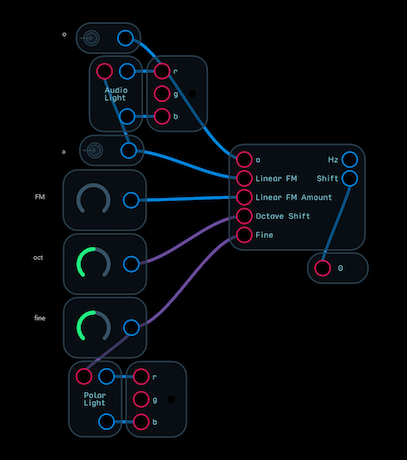 o
r
Audio
Light
g
b
a
o
Hz
Linear FM
Shift
FM
Linear FM Amount
Octave Shift
Fine
oct
0
fine
r
Polar
Light
g
b